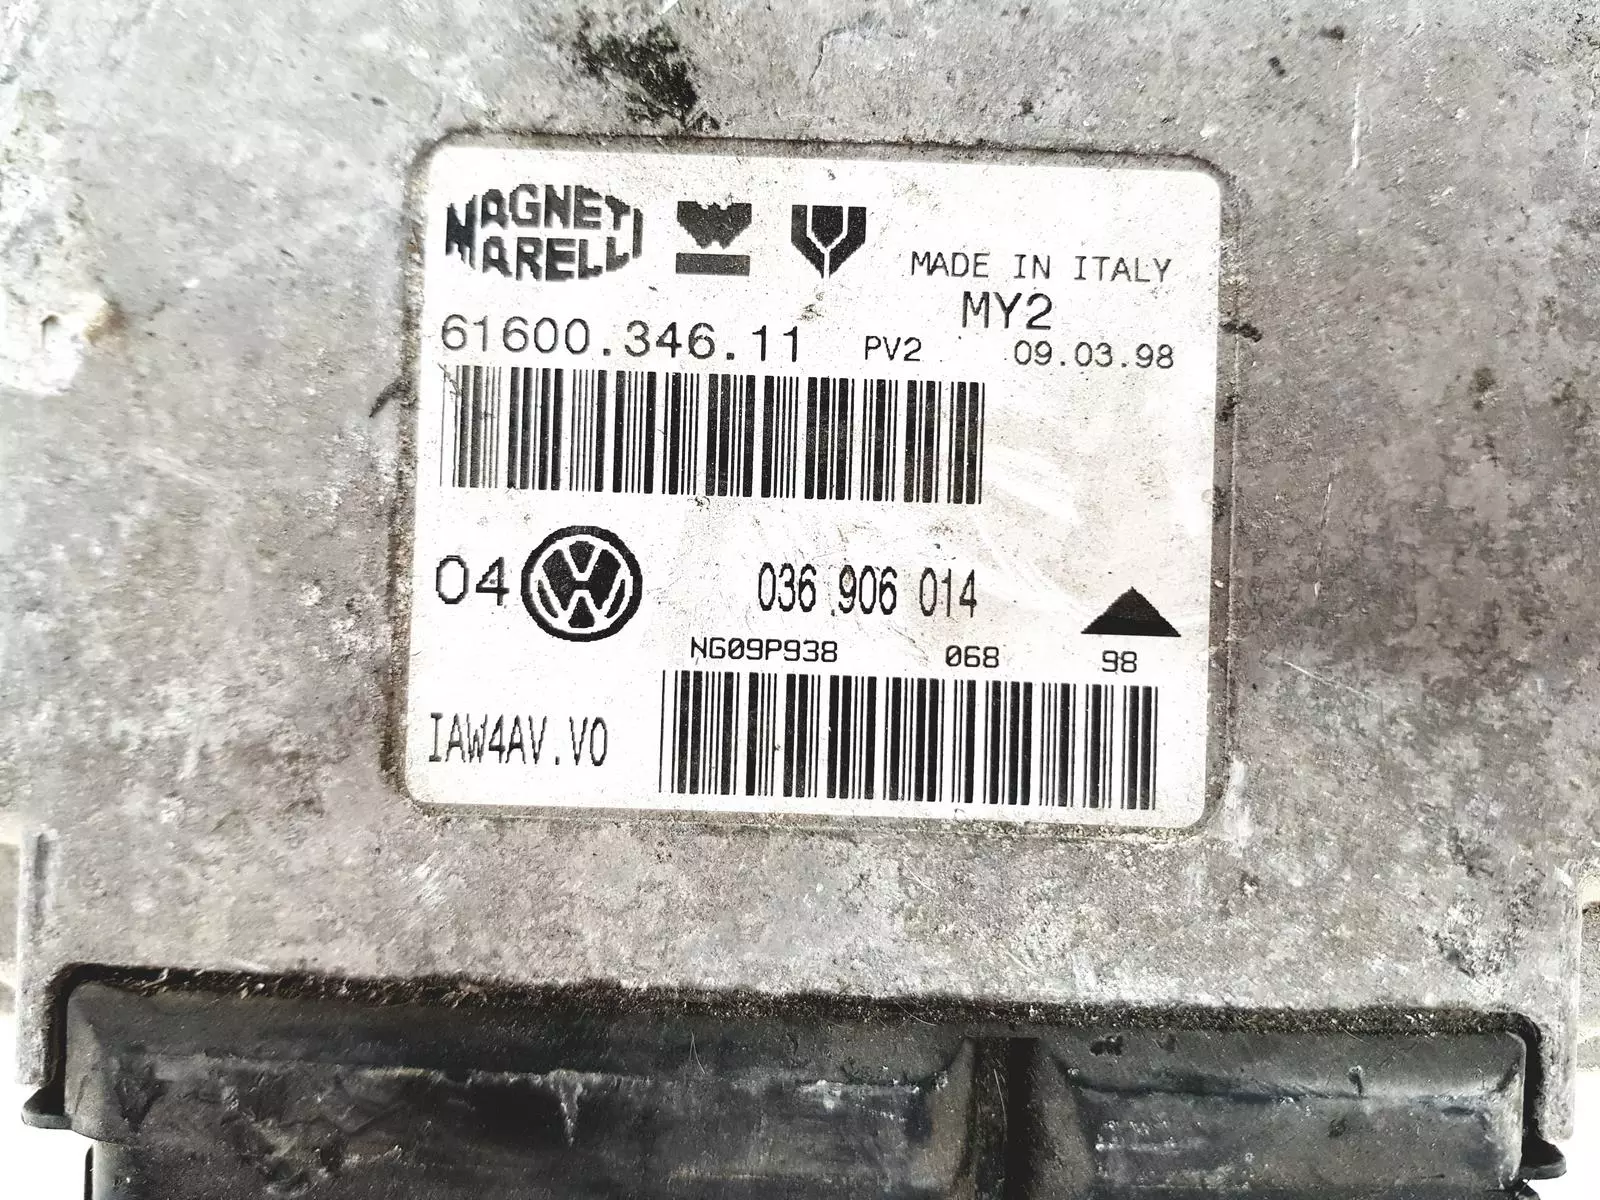 MAGNETI
MARELLI
MADE IN ITALY
MY2
61600.346.11 PV2 09.03.98
04 036 906 014
NG09P938 068 98
IAW4AV.V0